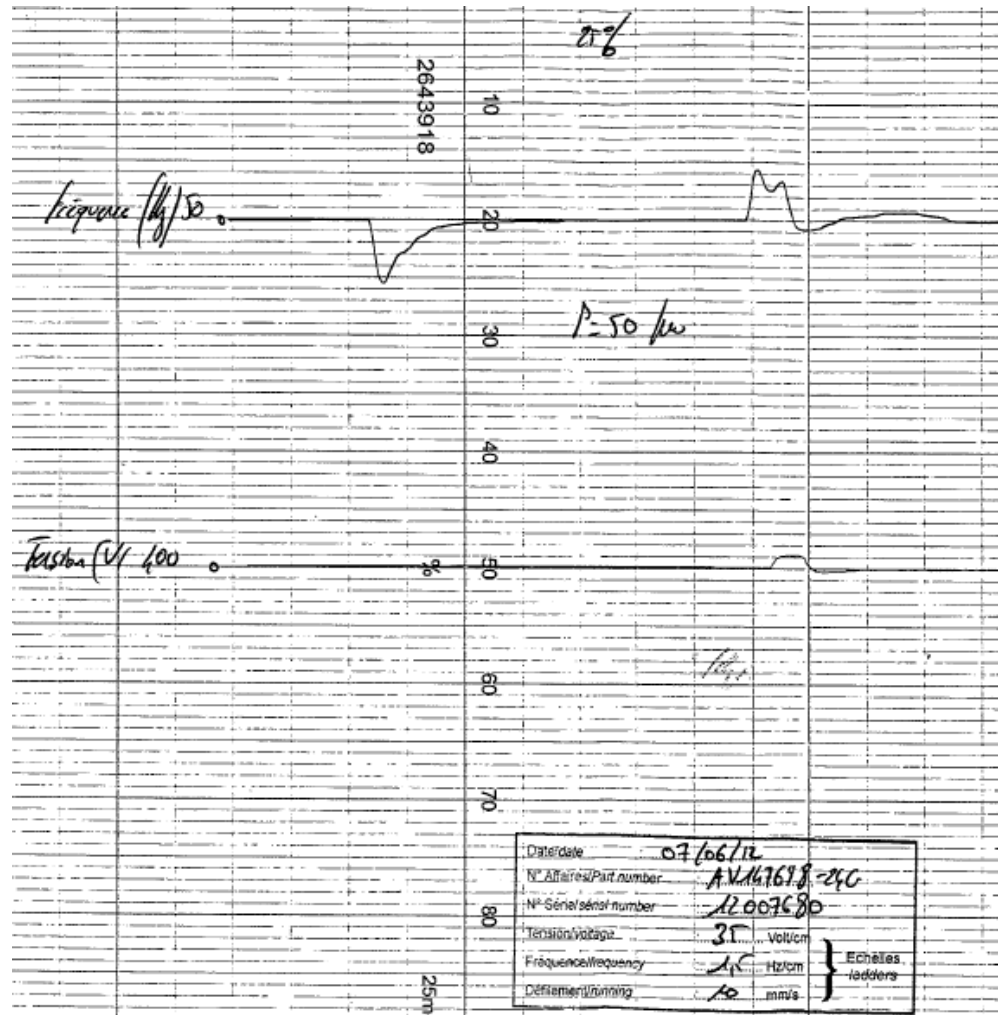 25%
2643918
10
Fréquence (Hz) 50
20
P=50 kw
30
40
Tension (V) 400
%
50
60
70
80
25m
Date/date 07/06/12
N° Affaires/Part number AV147698-24C
N° Série/sérial number 12007680
Tension/voltage 35 Volt/cm
Fréquence/frequency 1,5 Hz/cm
Défilement/running 10 mm/s
Echelles
ladders